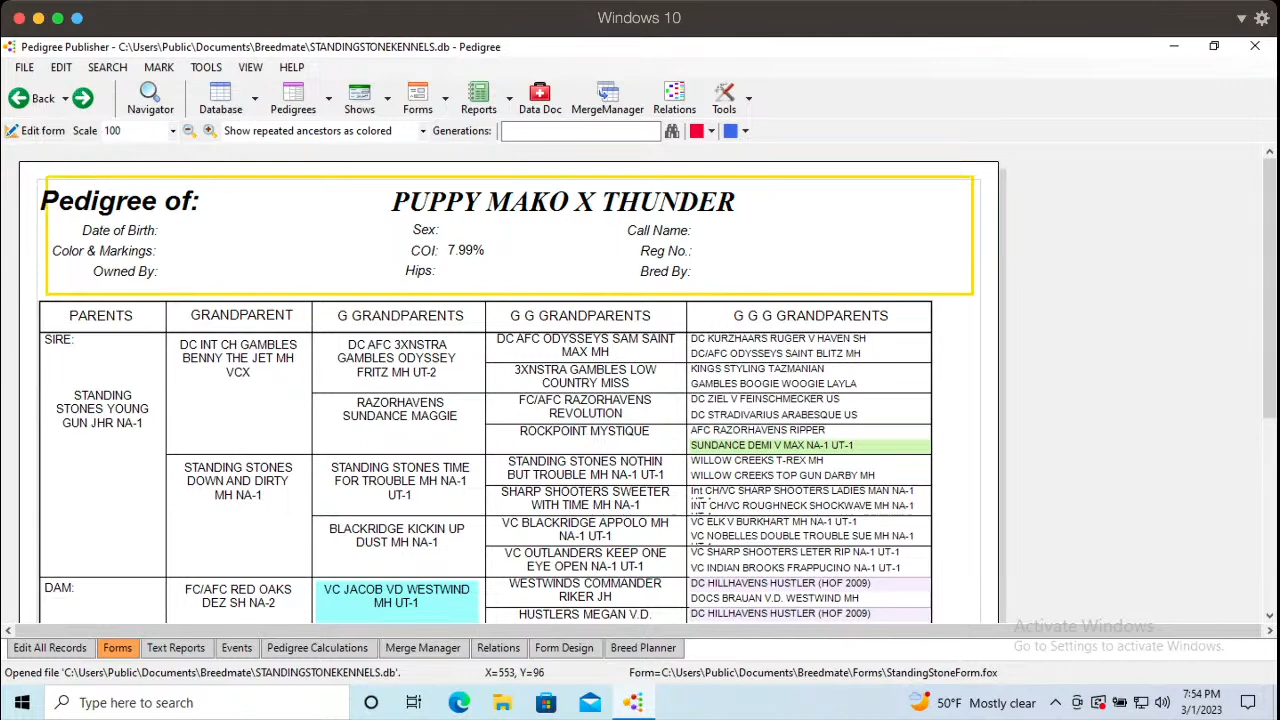 Windows 10
Pedigree Publisher - C:\Users\Public\Documents\Breedmate\STANDINGSTONEKENNELS.db - Pedigree
FILE EDIT SEARCH MARK TOOLS VIEW HELP
Back Navigator Database Pedigrees Shows Forms Reports Data Doc MergeManager Relations Tools
Edit form Scale 100 Show repeated ancestors as colored Generations:
Pedigree of: PUPPY MAKO X THUNDER
Date of Birth: Sex: Call Name:
Color & Markings: COI: 7.99% Reg No.:
Owned By: Hips: Bred By:
PARENTS GRANDPARENT G GRANDPARENTS G G GRANDPARENTS G G G GRANDPARENTS
SIRE:
STANDING
STONES YOUNG
GUN JHR NA-1
DC INT CH GAMBLES
BENNY THE JET MH
VCX
STANDING STONES
DOWN AND DIRTY
MH NA-1
DC AFC 3XNSTRA
GAMBLES ODYSSEY
FRITZ MH UT-2
RAZORHAVENS
SUNDANCE MAGGIE
STANDING STONES TIME
FOR TROUBLE MH NA-1
UT-1
BLACKRIDGE KICKIN UP
DUST MH NA-1
DC AFC ODYSSEYS SAM SAINT
MAX MH
3XNSTRA GAMBLES LOW
COUNTRY MISS
FC/AFC RAZORHAVENS
REVOLUTION
ROCKPOINT MYSTIQUE
STANDING STONES NOTHIN
BUT TROUBLE MH NA-1 UT-1
SHARP SHOOTERS SWEETER
WITH TIME MH NA-1
VC BLACKRIDGE APPOLO MH
NA-1 UT-1
VC OUTLANDERS KEEP ONE
EYE OPEN NA-1 UT-1
DC KURZHAARS RUGER V HAVEN SH
DC/AFC ODYSSEYS SAINT BLITZ MH
KINGS STYLING TAZMANIAN
GAMBLES BOOGIE WOOGIE LAYLA
DC ZIEL V FEINSCHMECKER US
DC STRADIVARIUS ARABESQUE US
AFC RAZORHAVENS RIPPER
SUNDANCE DEMI V MAX NA-1 UT-1
WILLOW CREEKS T-REX MH
WILLOW CREEKS TOP GUN DARBY MH
Int CH/VC SHARP SHOOTERS LADIES MAN NA-1
INT CH/VC ROUGHNECK SHOCKWAVE MH NA-1
VC ELK V BURKHART MH NA-1 UT-1
VC NOBELLES DOUBLE TROUBLE SUE MH NA-1
VC SHARP SHOOTERS LETER RIP NA-1 UT-1
VC INDIAN BROOKS FRAPPUCINO NA-1 UT-1
DAM:
FC/AFC RED OAKS
DEZ SH NA-2
VC JACOB VD WESTWIND
MH UT-1
WESTWINDS COMMANDER
RIKER JH
HUSTLERS MEGAN V.D.
DC HILLHAVENS HUSTLER (HOF 2009)
DOCS BRAUAN V.D. WESTWIND MH
DC HILLHAVENS HUSTLER (HOF 2009)
Activate Windows
Go to Settings to activate Windows.
Edit All Records Forms Text Reports Events Pedigree Calculations Merge Manager Relations Form Design Breed Planner
Opened file 'C:\Users\Public\Documents\Breedmate\STANDINGSTONEKENNELS.db'. X=553, Y=96 Form=C:\Users\Public\Documents\Breedmate\Forms\StandingStoneForm.fox
Type here to search 50°F Mostly clear 7:54 PM
3/1/2023